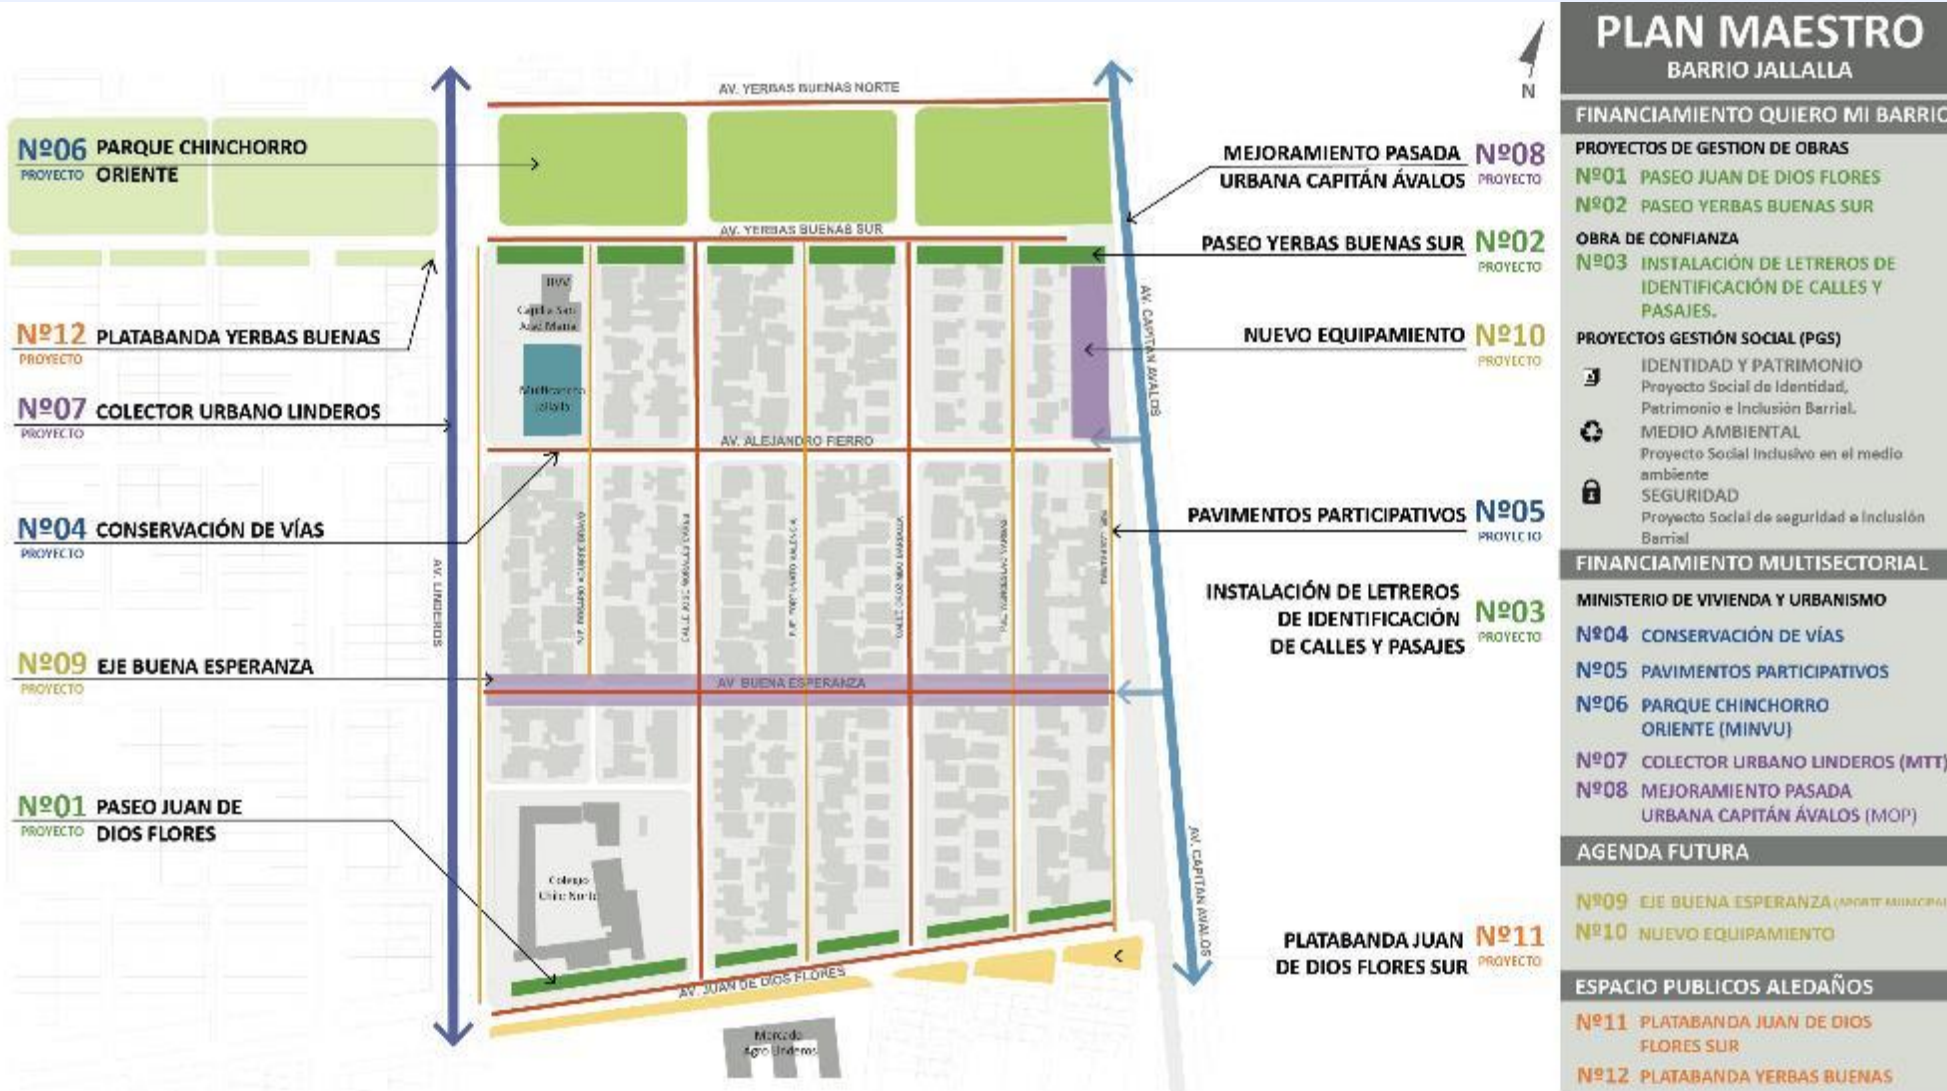 AV. YERBAS BUENAS NORTE
Nº06 PARQUE CHINCHORRO
PROYECTO ORIENTE
AV. YERBAS BUENAS SUR
Nº12 PLATABANDA YERBAS BUENAS
PROYECTO
Nº07 COLECTOR URBANO LINDEROS
PROYECTO
Nº04 CONSERVACIÓN DE VÍAS
PROYECTO
Nº09 EJE BUENA ESPERANZA
PROYECTO
Nº01 PASEO JUAN DE
PROYECTO DIOS FLORES
AV. LINDEROS
Multicancha
Jallalla
AV. ALEJANDRO FIERRO
AV. BUENA ESPERANZA
Colegio
Chile Norte
AV. JUAN DE DIOS FLORES
Mercado
Agro Linderos
AV. CAPITAN AVALOS
AV. CAPITAN AVALOS
N
MEJORAMIENTO PASADA Nº08
URBANA CAPITÁN ÁVALOS PROYECTO
PASEO YERBAS BUENAS SUR Nº02
PROYECTO
NUEVO EQUIPAMIENTO Nº10
PROYECTO
PAVIMENTOS PARTICIPATIVOS Nº05
PROYECTO
INSTALACIÓN DE LETREROS
DE IDENTIFICACIÓN Nº03
DE CALLES Y PASAJES PROYECTO
PLATABANDA JUAN Nº11
DE DIOS FLORES SUR PROYECTO
PLAN MAESTRO
BARRIO JALLALLA
FINANCIAMIENTO QUIERO MI BARRIO
PROYECTOS DE GESTION DE OBRAS
Nº01 PASEO JUAN DE DIOS FLORES
Nº02 PASEO YERBAS BUENAS SUR
OBRA DE CONFIANZA
Nº03 INSTALACIÓN DE LETREROS DE
IDENTIFICACIÓN DE CALLES Y
PASAJES.
PROYECTOS GESTIÓN SOCIAL (PGS)
IDENTIDAD Y PATRIMONIO
Proyecto Social de Identidad,
Patrimonio e Inclusión Barrial.
MEDIO AMBIENTAL
Proyecto Social Inclusivo en el medio
ambiente
SEGURIDAD
Proyecto Social de seguridad e Inclusión
Barrial
FINANCIAMIENTO MULTISECTORIAL
MINISTERIO DE VIVIENDA Y URBANISMO
Nº04 CONSERVACIÓN DE VÍAS
Nº05 PAVIMENTOS PARTICIPATIVOS
Nº06 PARQUE CHINCHORRO
ORIENTE (MINVU)
Nº07 COLECTOR URBANO LINDEROS (MTT)
Nº08 MEJORAMIENTO PASADA
URBANA CAPITÁN ÁVALOS (MOP)
AGENDA FUTURA
Nº09 EJE BUENA ESPERANZA
Nº10 NUEVO EQUIPAMIENTO
ESPACIO PUBLICOS ALEDAÑOS
Nº11 PLATABANDA JUAN DE DIOS
FLORES SUR
Nº12 PLATABANDA YERBAS BUENAS